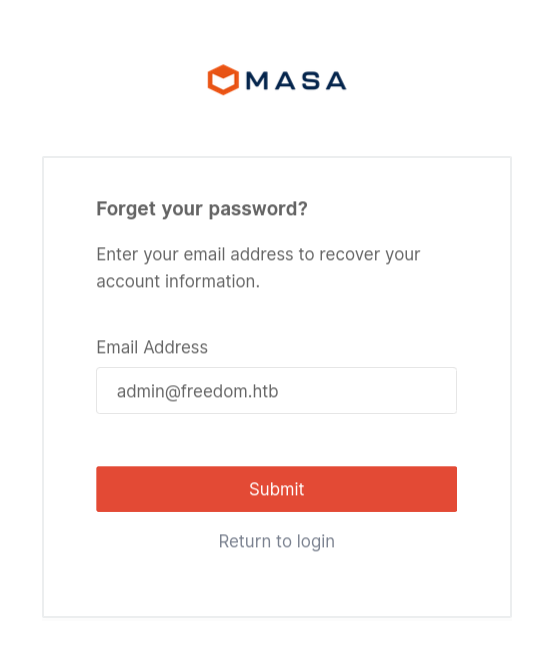 MASA
Forget your password?
Enter your email address to recover your
account information.
Email Address
admin@freedom.htb
Submit
Return to login